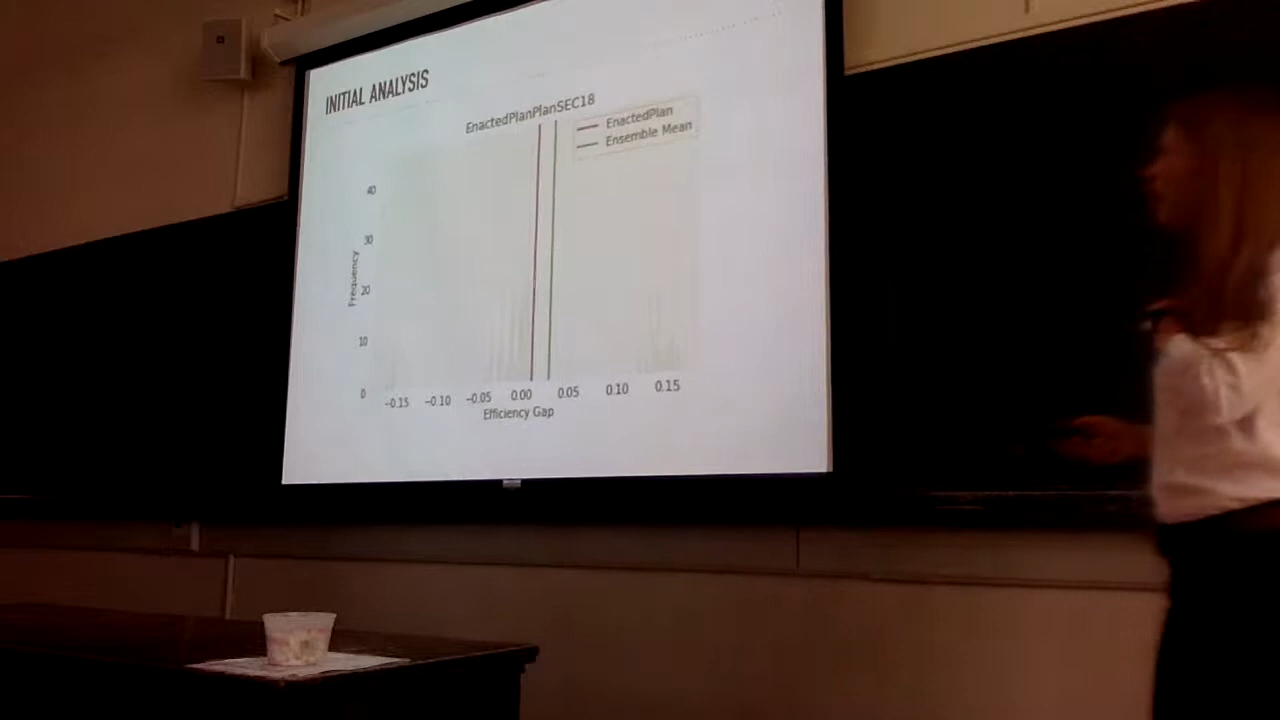 INITIAL ANALYSIS
EnactedPlanPlanSEC18
EnactedPlan
Ensemble Mean
Frequency
40
30
20
10
0
−0.15 −0.10 −0.05 0.00 0.05 0.10 0.15
Efficiency Gap